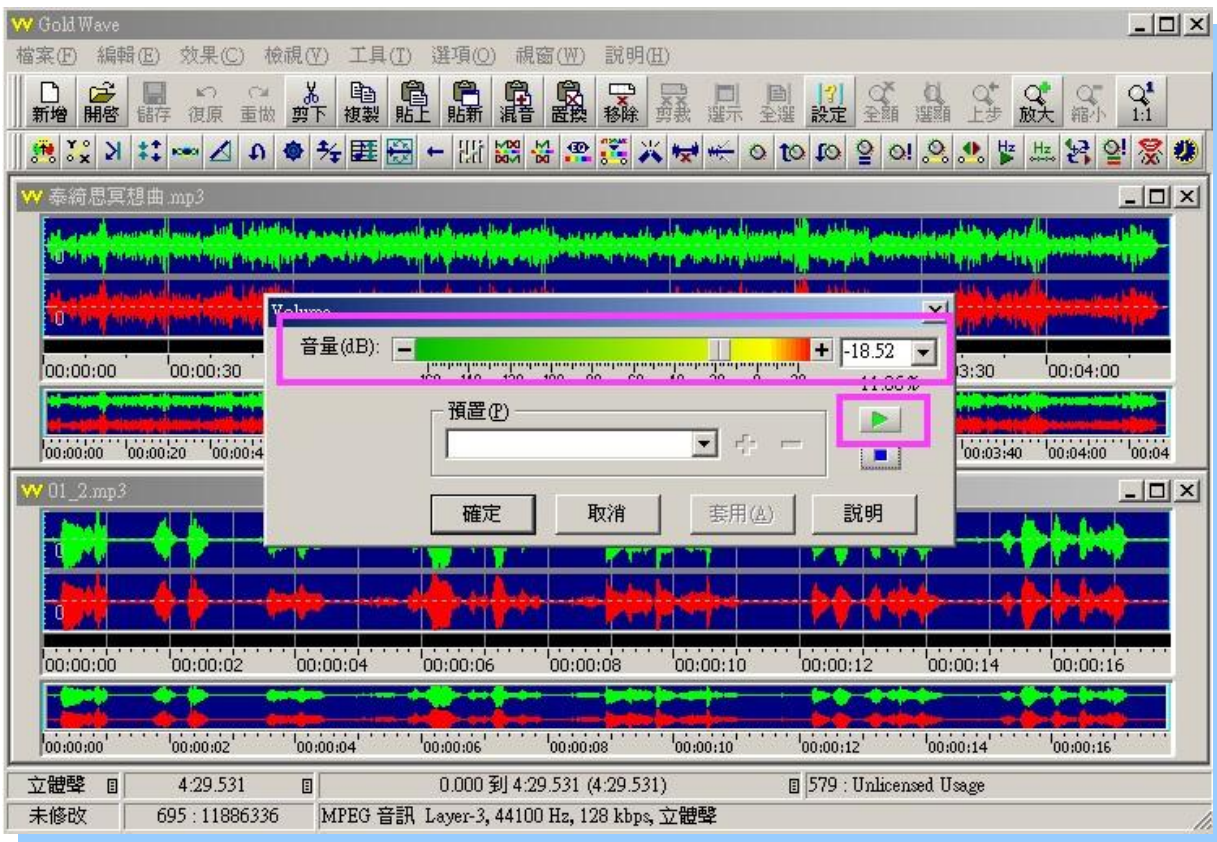 Gold Wave
檔案(F) 編輯(E) 效果(C) 檢視(V) 工具(T) 選項(O) 視窗(W) 說明(H)
新增 開啓 儲存 復原 重做 剪下 複製 貼上 貼新 混音 置換 移除 剪裁 選示 全選 設定 全顯 選顯 上步 放大 縮小 1:1
泰綺思冥想曲.mp3
Volume
音量(dB): -18.52
11.86%
00:00:00 00:00:30 3:30 00:04:00
預置(P)
00:00:00 00:00:20 00:00:4 00:03:40 00:04:00 00:04
01_2.mp3
確定 取消 套用(A) 說明
00:00:00 00:00:02 00:00:04 00:00:06 00:00:08 00:00:10 00:00:12 00:00:14 00:00:16
00:00:00 00:00:02 00:00:04 00:00:06 00:00:08 00:00:10 00:00:12 00:00:14 00:00:16
立體聲 4:29.531 0.000 到 4:29.531 (4:29.531) 579 : Unlicensed Usage
未修改 695 : 11886336 MPEG 音訊 Layer-3, 44100 Hz, 128 kbps, 立體聲